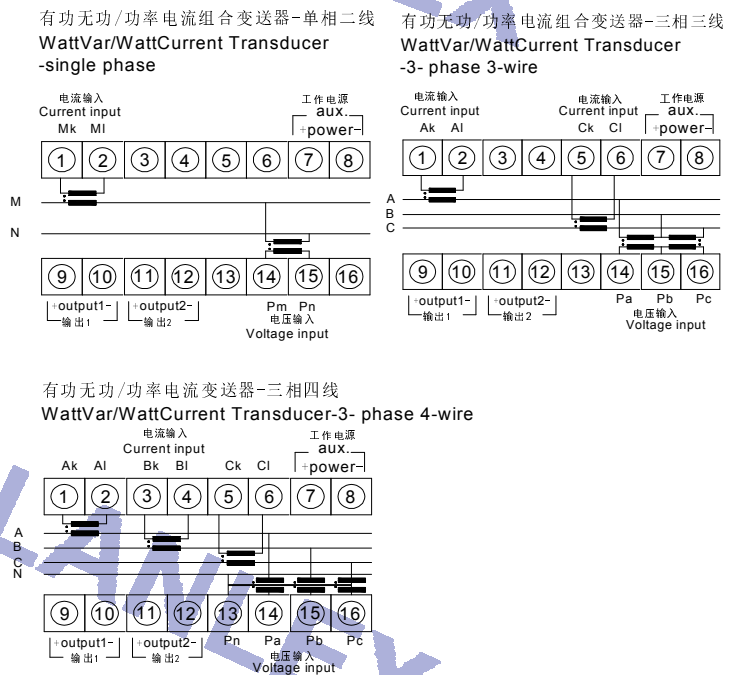 有功无功/功率电流组合变送器-单相二线
WattVar/WattCurrent Transducer
-single phase
电流输入
Current input
Mk Ml
工作电源
aux.
+power-
1 2 3 4 5 6 7 8
M
N
9 10 11 12 13 14 15 16
+output1- +output2-
输出1 输出2
Pm Pn
电压输入
Voltage input
有功无功/功率电流组合变送器-三相三线
WattVar/WattCurrent Transducer
-3- phase 3-wire
电流输入 电流输入 工作电源
Current input Current input aux.
Ak Al Ck Cl +power-
1 2 3 4 5 6 7 8
A
B
C
9 10 11 12 13 14 15 16
+output1- +output2- Pa Pb Pc
输出1 输出2 电压输入
Voltage input
有功无功/功率电流变送器-三相四线
WattVar/WattCurrent Transducer-3- phase 4-wire
电流输入 工作电源
Current input aux.
Ak Al Bk Bl Ck Cl +power-
1 2 3 4 5 6 7 8
A
B
C
N
9 10 11 12 13 14 15 16
+output1- +output2- Pn Pa Pb Pc
输出1 输出2 电压输入
Voltage input